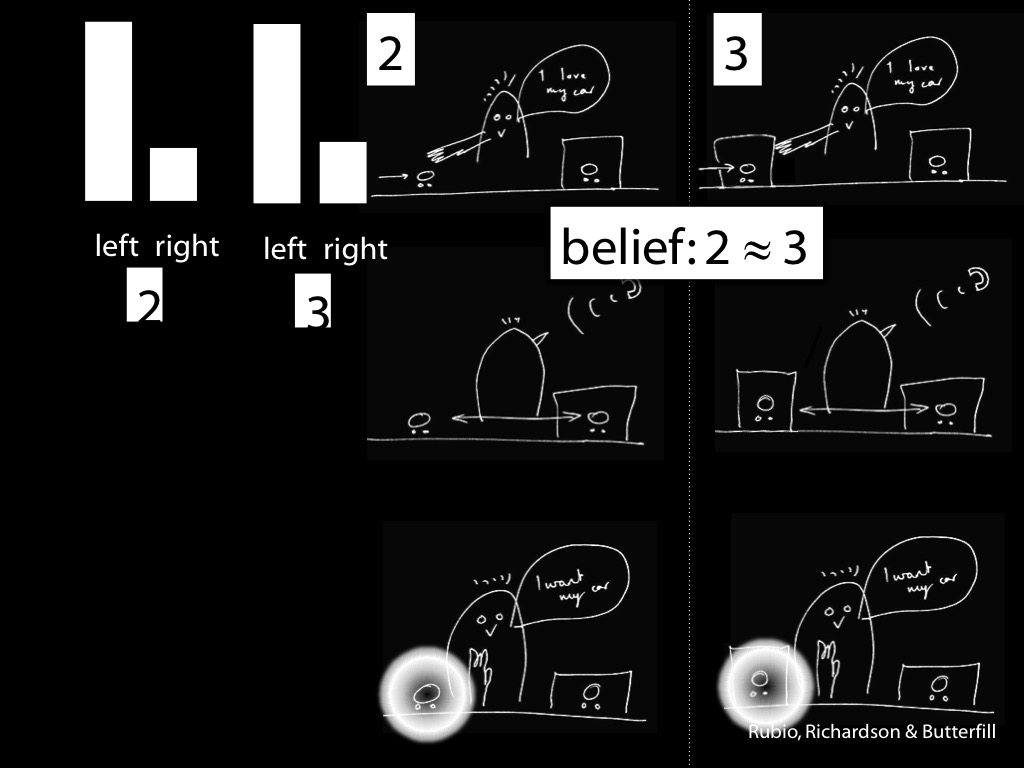 2
I love
my car
3
I love
my car
belief: 2 ≈ 3
left right
left right
2
3
I want
my car
I want
my car
Rubio, Richardson & Butterfill